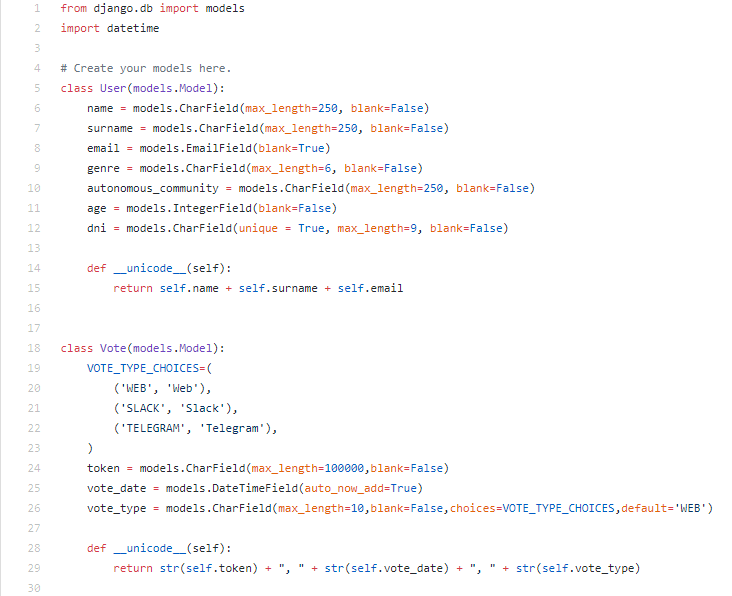 1 from django.db import models
2 import datetime
3
4 # Create your models here.
5 class User(models.Model):
6     name = models.CharField(max_length=250, blank=False)
7     surname = models.CharField(max_length=250, blank=False)
8     email = models.EmailField(blank=True)
9     genre = models.CharField(max_length=6, blank=False)
10     autonomous_community = models.CharField(max_length=250, blank=False)
11     age = models.IntegerField(blank=False)
12     dni = models.CharField(unique = True, max_length=9, blank=False)
13
14     def __unicode__(self):
15         return self.name + self.surname + self.email
16
17
18 class Vote(models.Model):
19     VOTE_TYPE_CHOICES=(
20         ('WEB', 'Web'),
21         ('SLACK', 'Slack'),
22         ('TELEGRAM', 'Telegram'),
23     )
24     token = models.CharField(max_length=100000,blank=False)
25     vote_date = models.DateTimeField(auto_now_add=True)
26     vote_type = models.CharField(max_length=10,blank=False,choices=VOTE_TYPE_CHOICES,default='WEB')
27
28     def __unicode__(self):
29         return str(self.token) + ", " + str(self.vote_date) + ", " + str(self.vote_type)
30